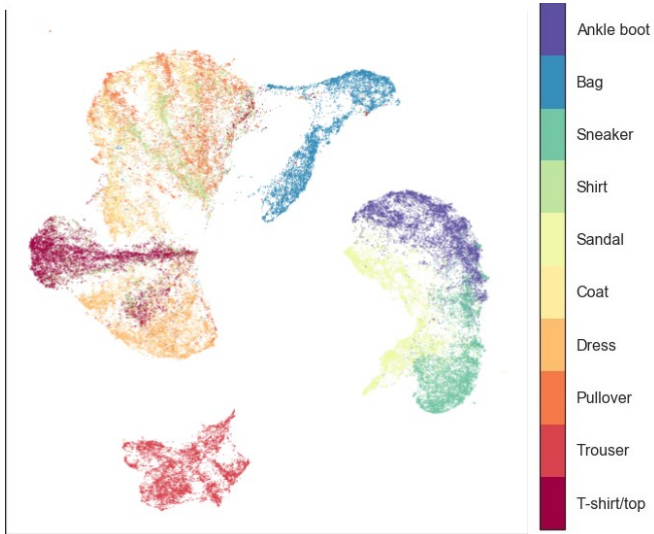 Ankle boot
Bag
Sneaker
Shirt
Sandal
Coat
Dress
Pullover
Trouser
T-shirt/top